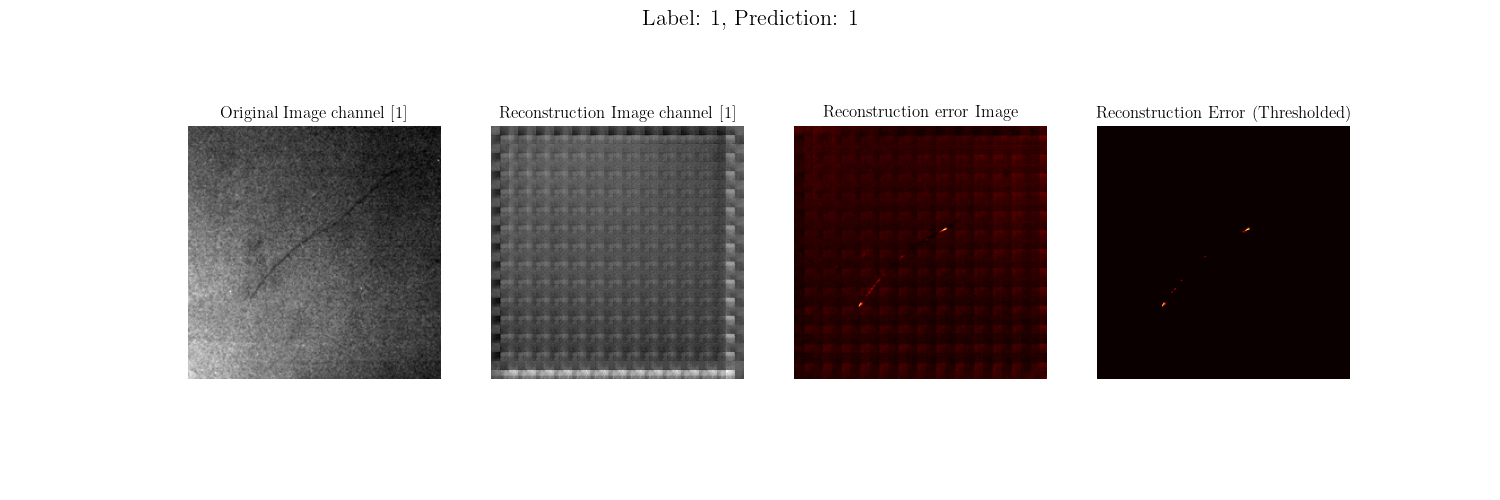 Label: 1, Prediction: 1
Original Image channel [1]
Reconstruction Image channel [1]
Reconstruction error Image
Reconstruction Error (Thresholded)